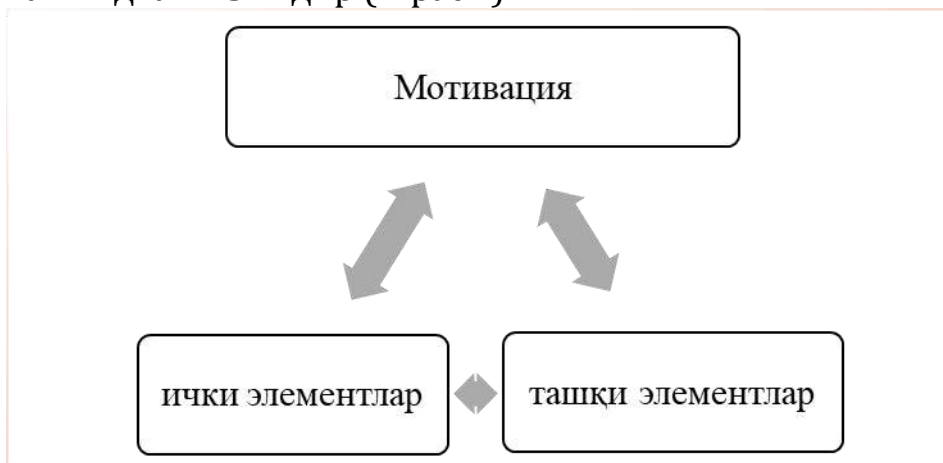 Мотивация
ички элементлар
ташқи элементлар